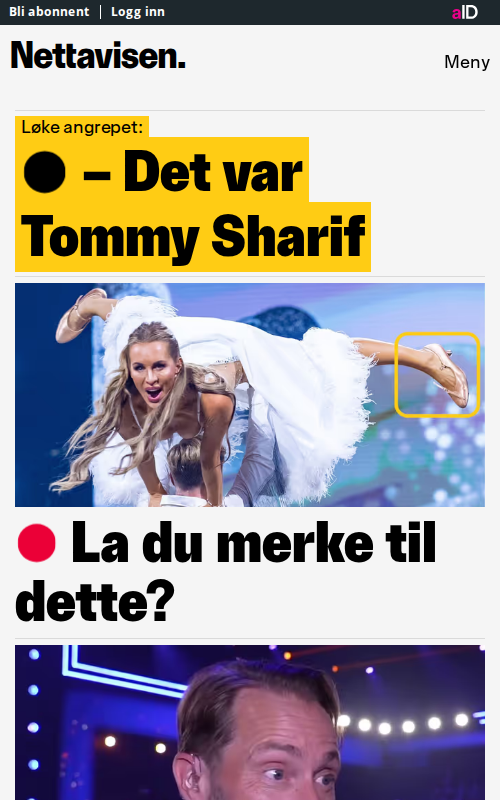 Bli abonnent | Logg inn
aID
Nettavisen.
Meny
Løke angrepet:
– Det var
Tommy Sharif
La du merke til
dette?